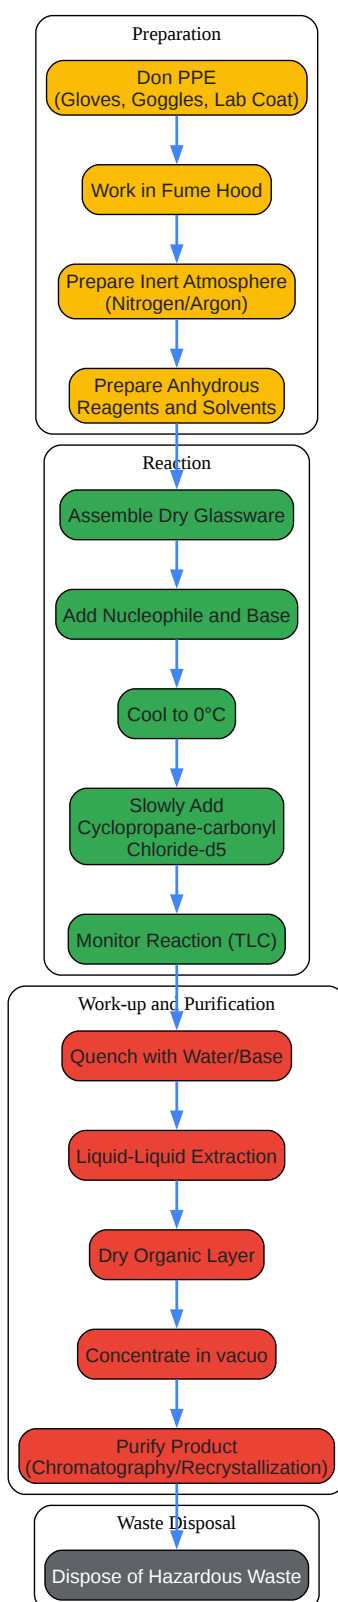 Preparation
Don PPE
(Gloves, Goggles, Lab Coat)
Work in Fume Hood
Prepare Inert Atmosphere
(Nitrogen/Argon)
Prepare Anhydrous
Reagents and Solvents
Reaction
Assemble Dry Glassware
Add Nucleophile and Base
Cool to 0°C
Slowly Add
Cyclopropane-carbonyl
Chloride-d5
Monitor Reaction (TLC)
Work-up and Purification
Quench with Water/Base
Liquid-Liquid Extraction
Dry Organic Layer
Concentrate in vacuo
Purify Product
(Chromatography/Recrystallization)
Waste Disposal
Dispose of Hazardous Waste